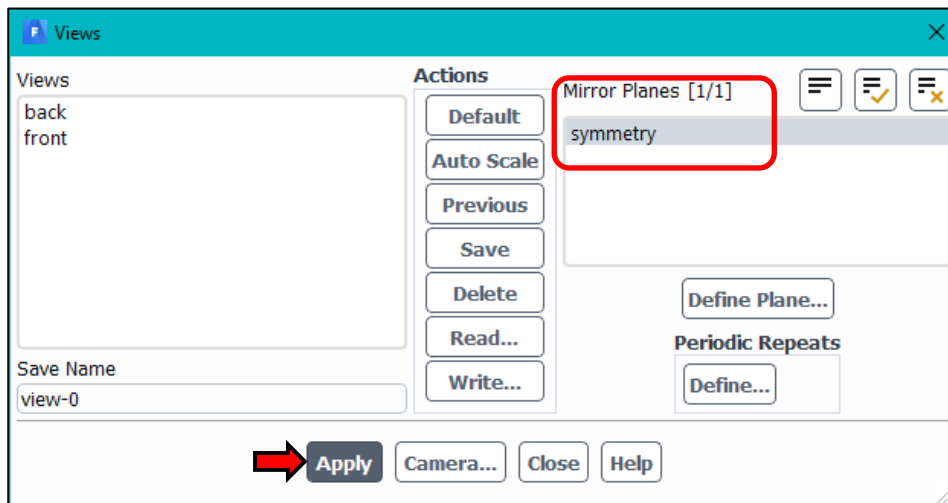 Views
Views
back
front
Save Name
view-0
Actions
Default
Auto Scale
Previous
Save
Delete
Read...
Write...
Mirror Planes [1/1]
symmetry
Define Plane...
Periodic Repeats
Define...
Apply
Camera...
Close
Help